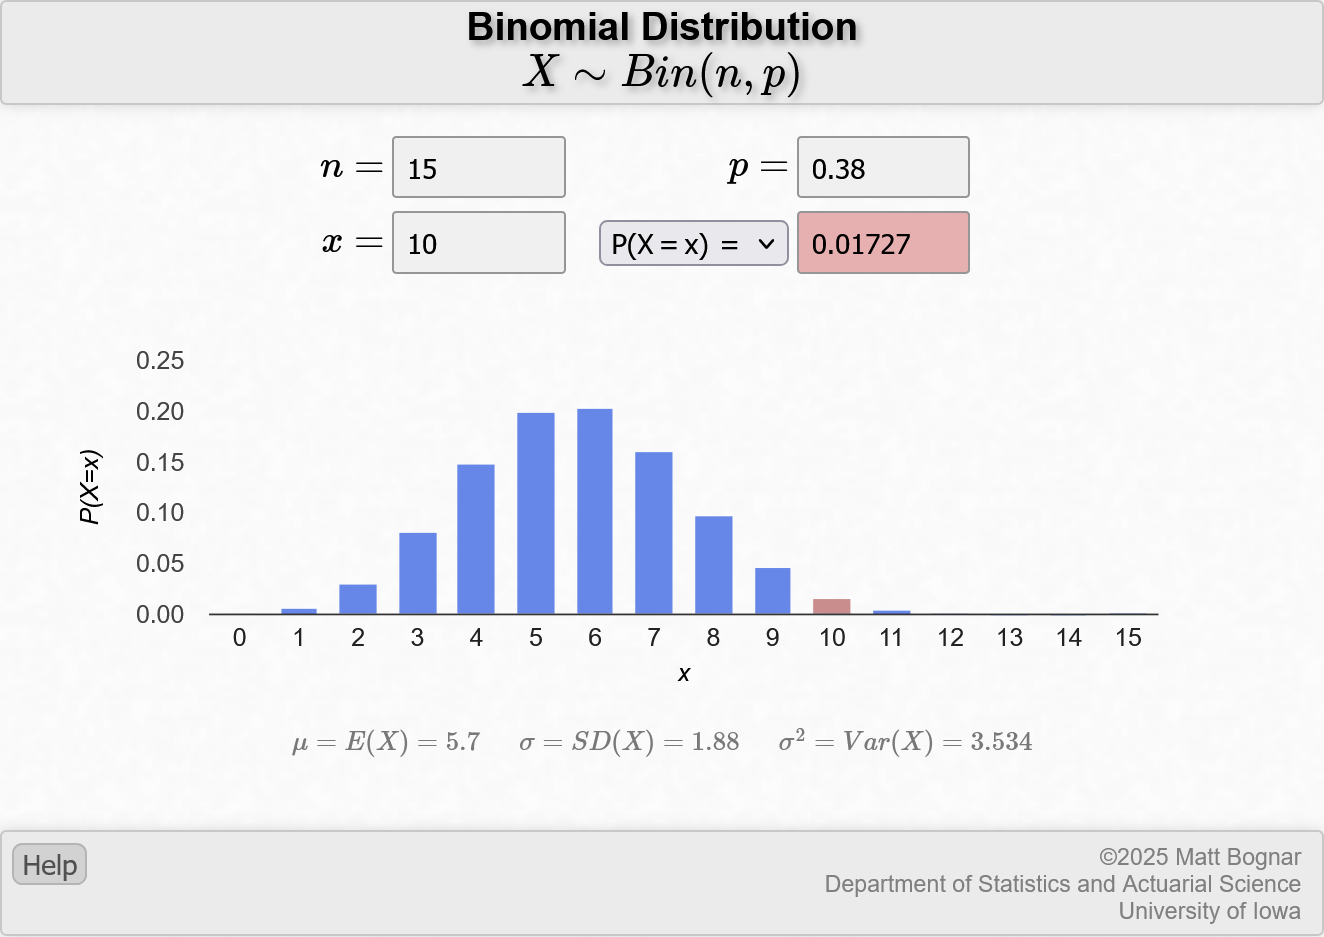 Binomial Distribution
X ∼ Bin(n, p)
n = 15 p = 0.38
x = 10 P(X = x) = 0.01727
0.25
0.20
0.15
0.10
0.05
0.00
P(X=x)
0 1 2 3 4 5 6 7 8 9 10 11 12 13 14 15
x
μ = E(X) = 5.7 σ = SD(X) = 1.88 σ² = Var(X) = 3.534
Help
©2025 Matt Bognar
Department of Statistics and Actuarial Science
University of Iowa